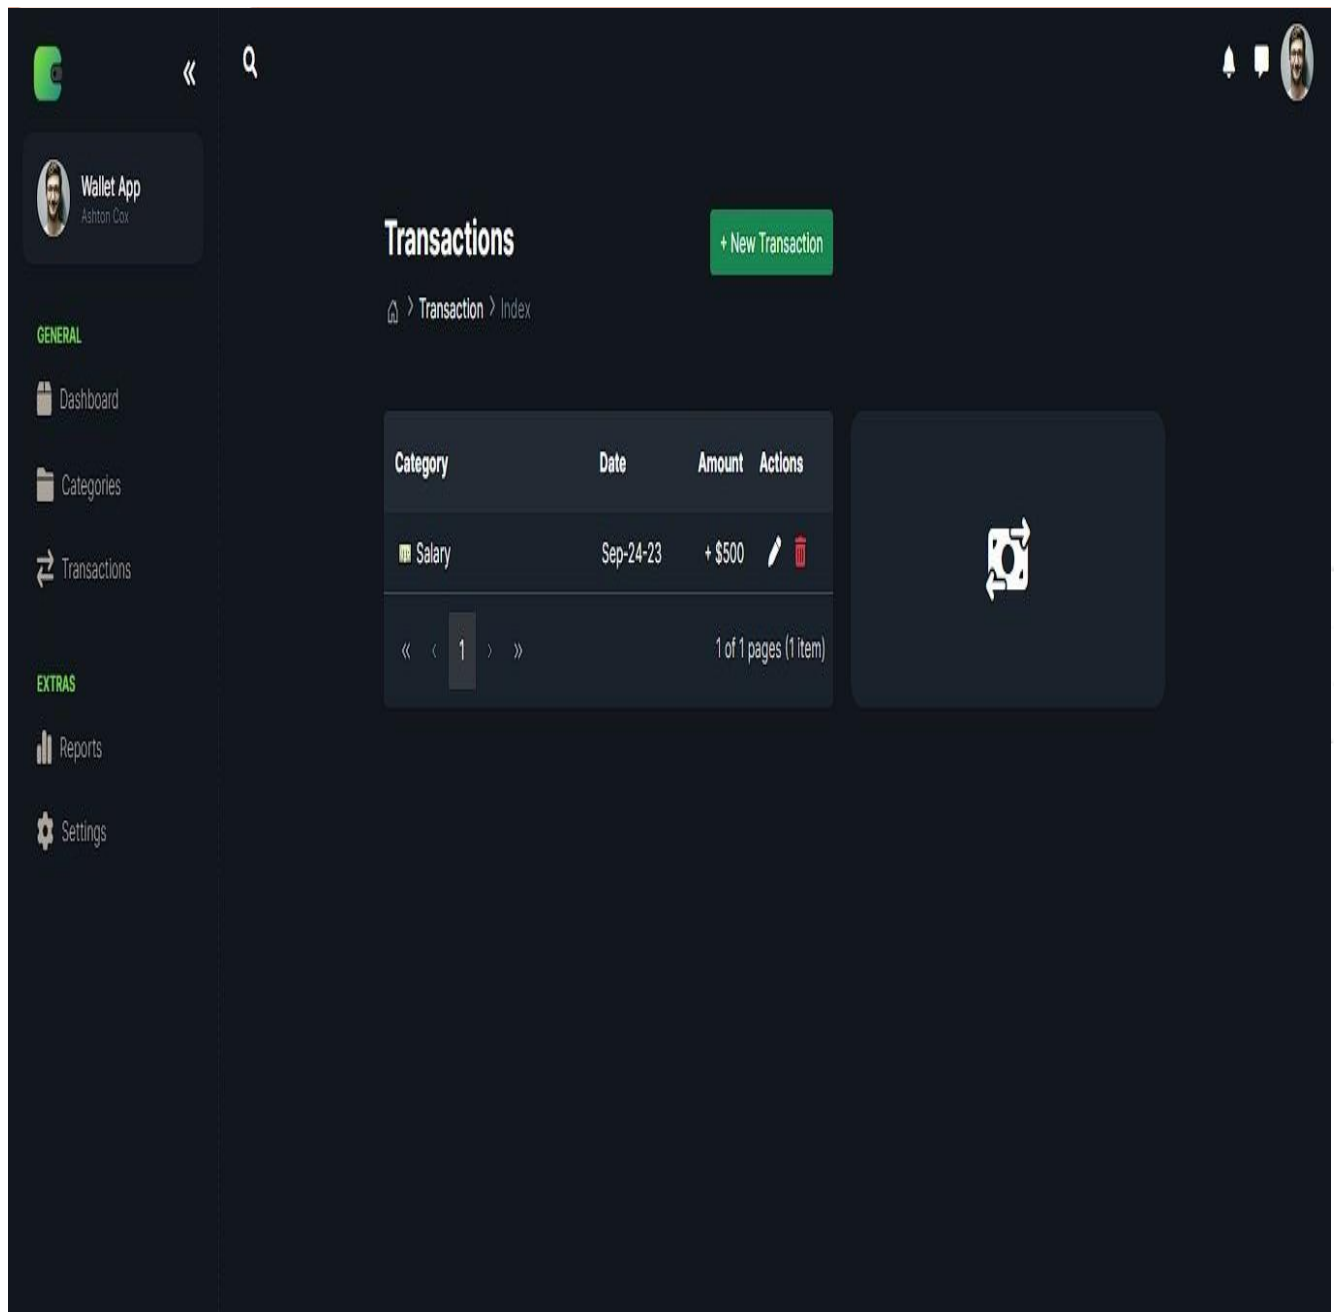 Wallet App
Ashton Cox
GENERAL
Dashboard
Categories
Transactions
EXTRAS
Reports
Settings
Transactions
+ New Transaction
Transaction > Index
Category Date Amount Actions
Salary Sep-24-23 + $500
« ‹ 1 › » 1 of 1 pages (1 item)